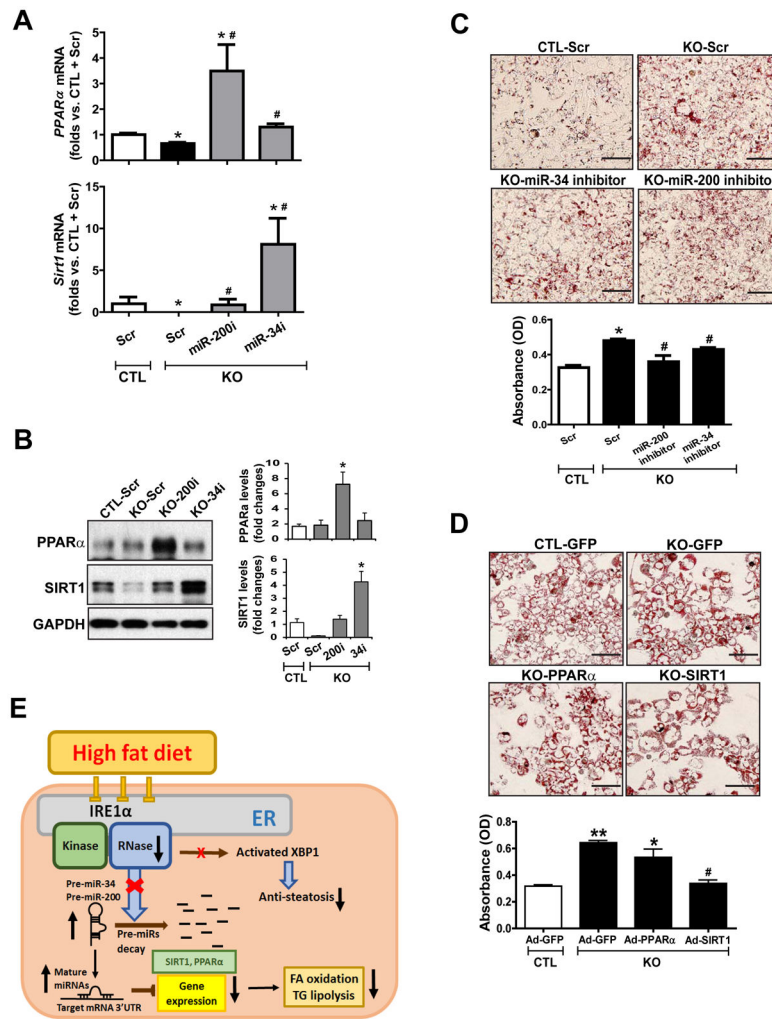 A
PPARα mRNA
(folds vs. CTL + Scr)
5
4
3
2
1
0
*
* #
#
Sirt1 mRNA
(folds vs. CTL + Scr)
15
10
5
0
*
#
* #
Scr
Scr
miR-200i
miR-34i
CTL
KO
B
CTL-Scr
KO-Scr
KO-200i
KO-34i
PPARα
SIRT1
GAPDH
PPARa levels
(fold changes)
10
8
6
4
2
0
*
SIRT1 levels
(fold changes)
6
5
4
3
2
1
0
*
Scr
Scr
200i
34i
CTL
KO
C
CTL-Scr
KO-Scr
KO-miR-34 inhibitor
KO-miR-200 inhibitor
Absorbance (OD)
0.6
0.4
0.2
0.0
*
#
#
Scr
Scr
miR-200
inhibitor
miR-34
inhibitor
CTL
KO
D
CTL-GFP
KO-GFP
KO-PPARα
KO-SIRT1
Absorbance (OD)
0.8
0.6
0.4
0.2
0.0
**
*
#
Ad-GFP
Ad-GFP
Ad-PPARα
Ad-SIRT1
CTL
KO
E
High fat diet
IRE1α
ER
Kinase
RNase
X
Activated XBP1
Anti-steatosis
Pre-miR-34
Pre-miR-200
Pre-miRs
decay
Mature
miRNAs
Target mRNA 3'UTR
SIRT1, PPARα
Gene
expression
FA oxidation
TG lipolysis